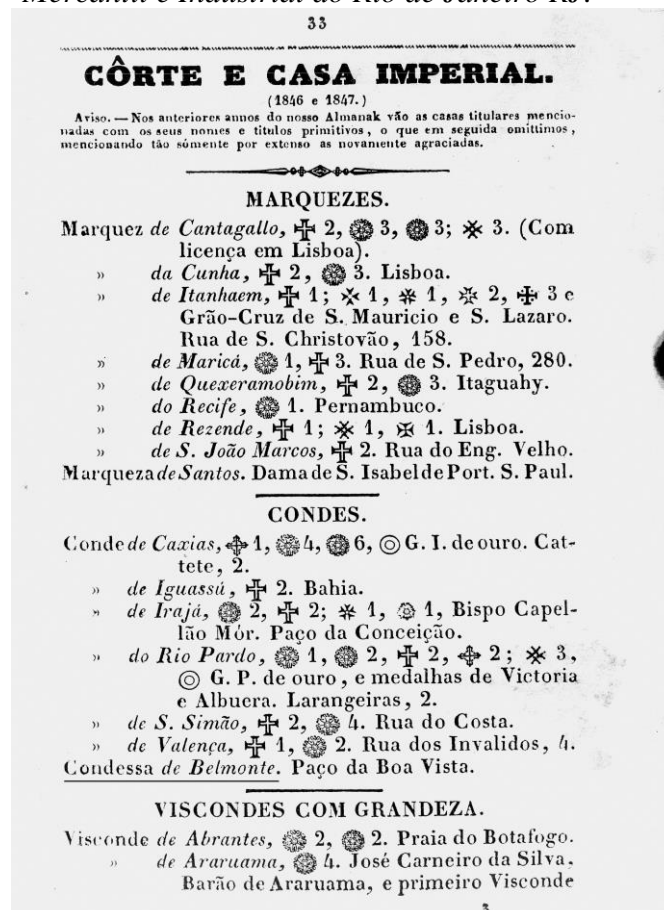 Mercantil e Industrial do Rio de Janeiro RJ.
33
CÔRTE E CASA IMPERIAL.
(1846 e 1847.)
Aviso. — Nos anteriores annos do nosso Almanak vão as casas titulares mencio-
nadas com os seus nomes e titulos primitivos, o que em seguida omittimos,
mencionando tão sómente por extenso as novamente agraciadas.
MARQUEZES.
Marquez de Cantagallo, 2, 3, 3; 3. (Com
licença em Lisboa).
» da Cunha, 2, 3. Lisboa.
» de Itanhaem, 1; 1, 1, 2, 3 e
Grão-Cruz de S. Mauricio e S. Lazaro.
Rua de S. Christovão, 158.
» de Maricá, 1, 3. Rua de S. Pedro, 280.
» de Quexeramobim, 2, 3. Itaguahy.
» do Recife, 1. Pernambuco.
» de Rezende, 1; 1, 1. Lisboa.
» de S. João Marcos, 2. Rua do Eng. Velho.
Marqueza de Santos. Dama de S. Isabel de Port. S. Paul.
CONDES.
Conde de Caxias, 1, 4, 6, G. I. de ouro. Cat-
tete, 2.
» de Iguassú, 2. Bahia.
» de Irajá, 2, 2; 1, 1, Bispo Capel-
lão Mór. Paço da Conceição.
» do Rio Pardo, 1, 2, 2, 2; 3,
G. P. de ouro, e medalhas de Victoria
e Albuera. Larangeiras, 2.
» de S. Simão, 2, 4. Rua do Costa.
» de Valença, 1, 2. Rua dos Invalidos, 4.
Condessa de Belmonte. Paço da Boa Vista.
VISCONDES COM GRANDEZA.
Visconde de Abrantes, 2, 2. Praia do Botafogo.
» de Araruama, 4. José Carneiro da Silva,
Barão de Araruama, e primeiro Visconde